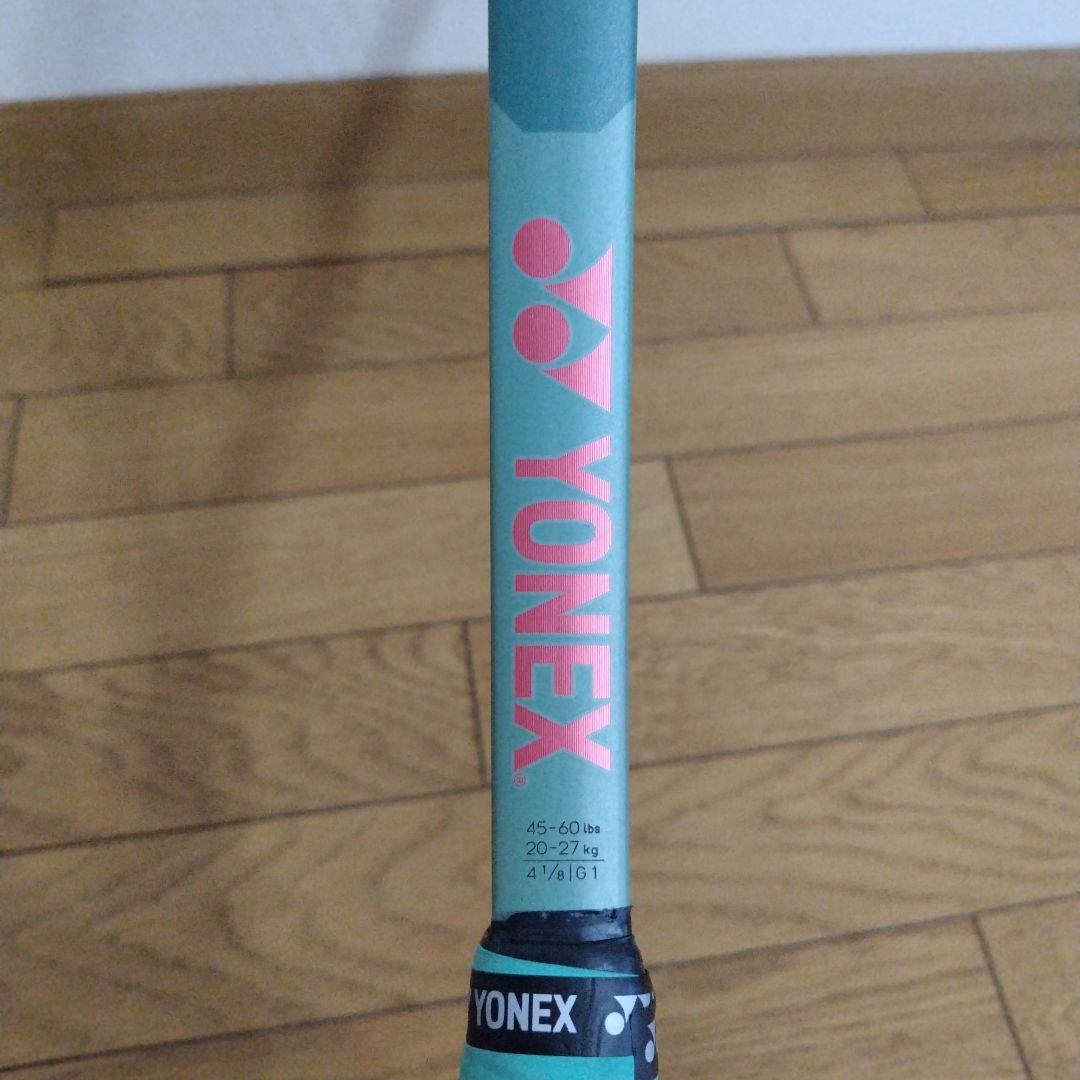 YONEX®
45-60 lbs
20-27 kg
4 1/8 | G1
YONEX